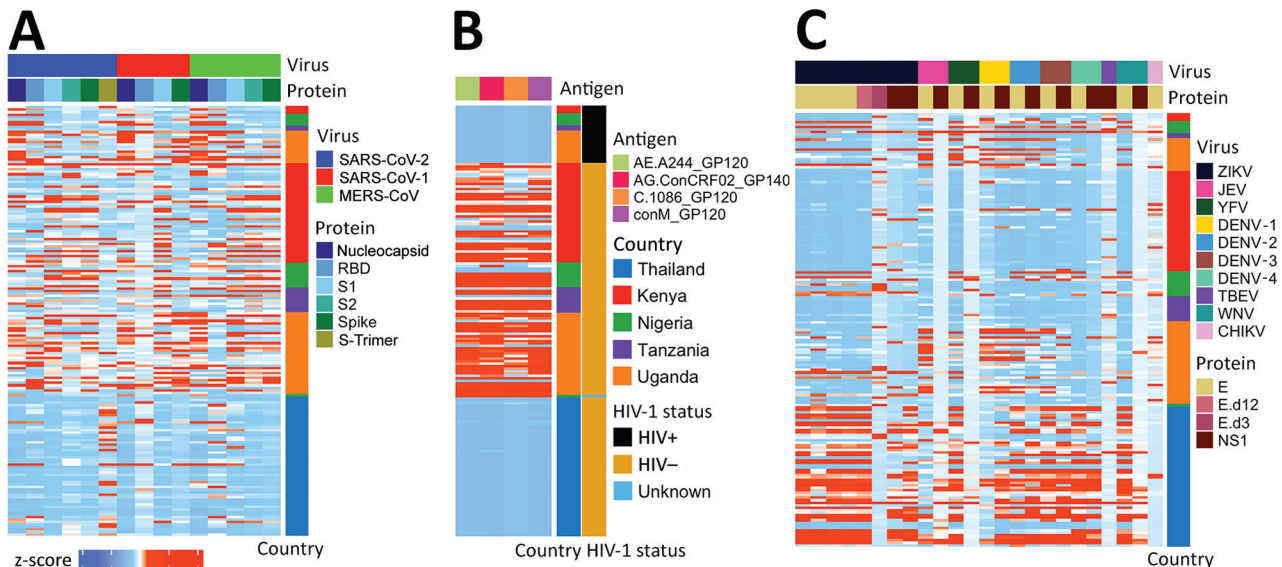 A
Virus
Protein
Virus
SARS-CoV-2
SARS-CoV-1
MERS-CoV
Protein
Nucleocapsid
RBD
S1
S2
Spike
S-Trimer
Country
z-score
B
Antigen
Antigen
AE.A244_GP120
AG.ConCRF02_GP140
C.1086_GP120
conM_GP120
Country
Thailand
Kenya
Nigeria
Tanzania
Uganda
HIV-1 status
HIV+
HIV–
Unknown
Country HIV-1 status
C
Virus
Protein
Virus
ZIKV
JEV
YFV
DENV-1
DENV-2
DENV-3
DENV-4
TBEV
WNV
CHIKV
Protein
E
E.d12
E.d3
NS1
Country